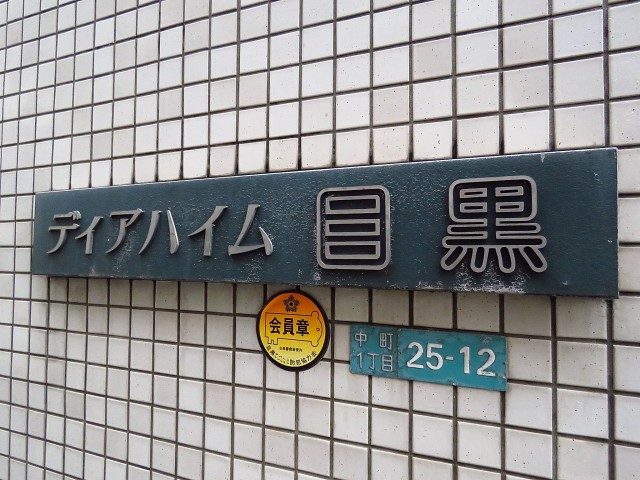 ディアハイム 目黒
会員章
中町
1丁目
25-12